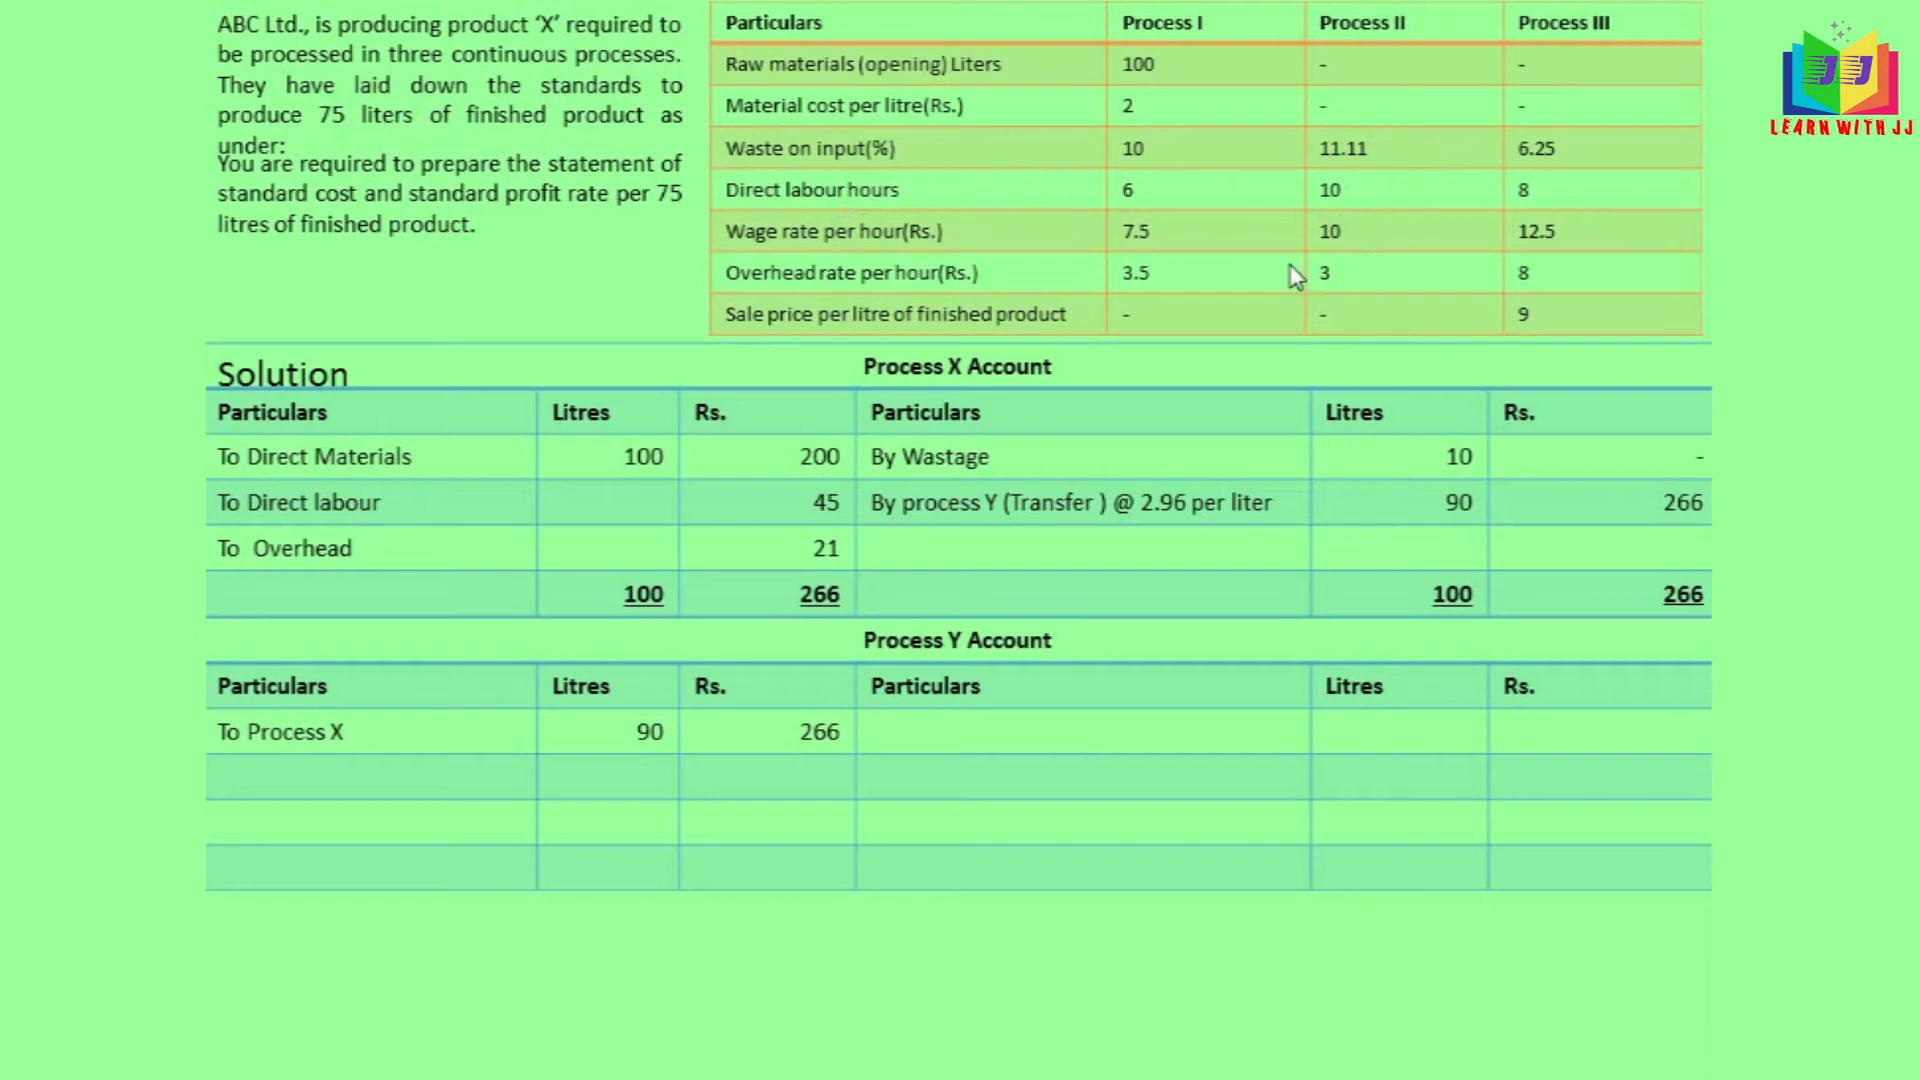 ABC Ltd., is producing product ‘X’ required to
be processed in three continuous processes.
They have laid down the standards to
produce 75 liters of finished product as
under:
You are required to prepare the statement of
standard cost and standard profit rate per 75
litres of finished product.
Particulars Process I Process II Process III
Raw materials (opening) Liters 100 - -
Material cost per litre(Rs.) 2 - -
Waste on input(%) 10 11.11 6.25
Direct labour hours 6 10 8
Wage rate per hour(Rs.) 7.5 10 12.5
Overhead rate per hour(Rs.) 3.5 3 8
Sale price per litre of finished product - - 9
LEARN WITH JJ
Solution
Process X Account
Particulars Litres Rs. Particulars Litres Rs.
To Direct Materials 100 200 By Wastage 10 -
To Direct labour 45 By process Y (Transfer ) @ 2.96 per liter 90 266
To Overhead 21
100 266 100 266
Process Y Account
Particulars Litres Rs. Particulars Litres Rs.
To Process X 90 266